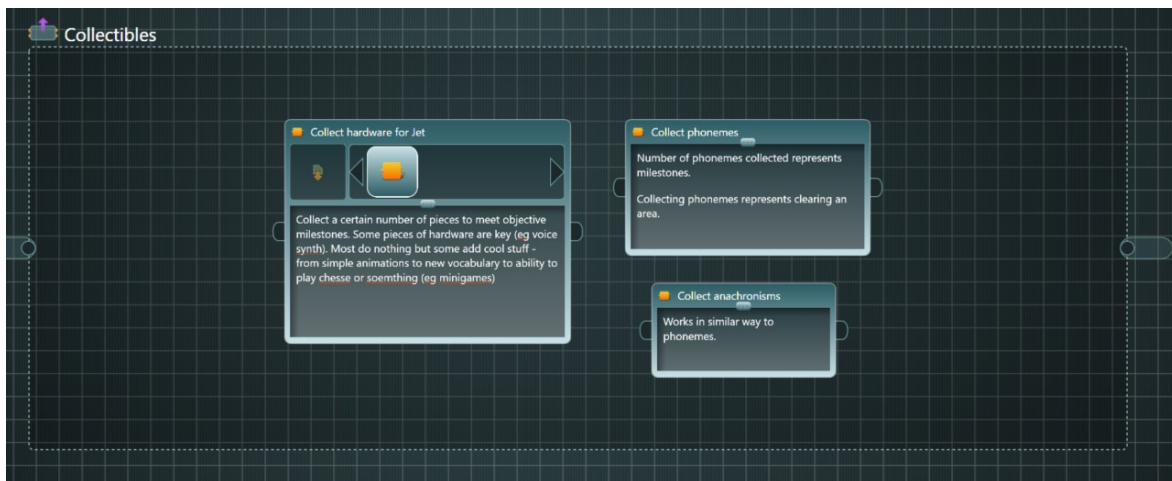 Collectibles
Collect hardware for Jet
Collect a certain number of pieces to meet objective
milestones. Some pieces of hardware are key (eg voice
synth). Most do nothing but some add cool stuff -
from simple animations to new vocabulary to ability to
play chesse or soemthing (eg minigames)
Collect phonemes
Number of phonemes collected represents
milestones.
Collecting phonemes represents clearing an
area.
Collect anachronisms
Works in similar way to
phonemes.